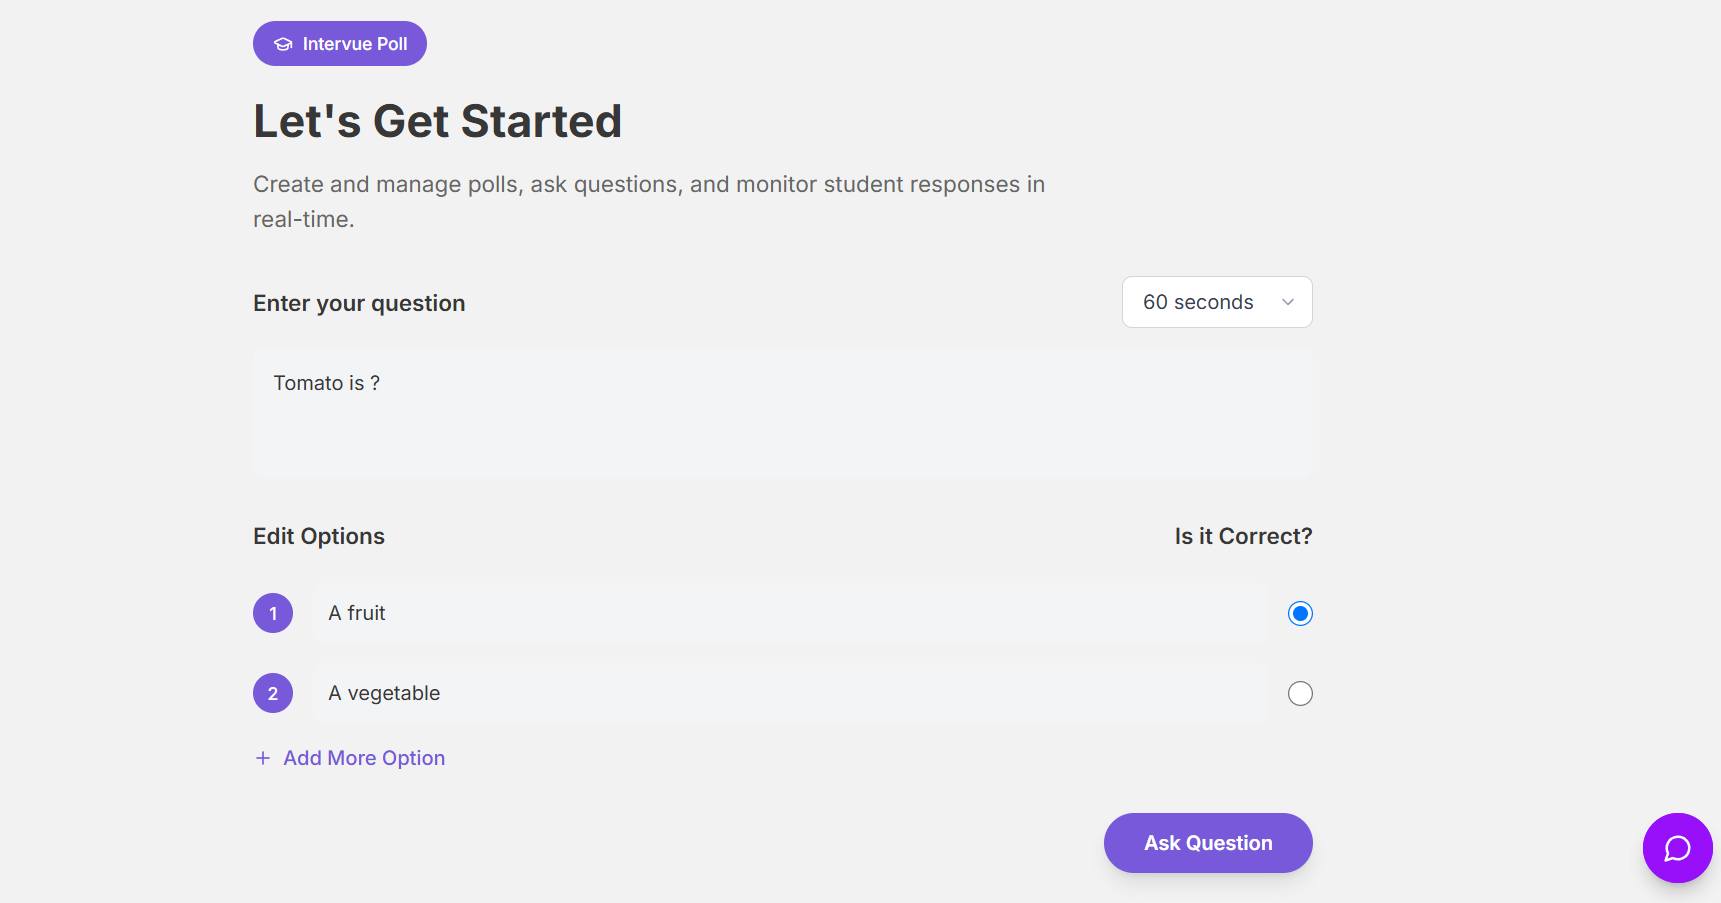 Intervue Poll
Let's Get Started
Create and manage polls, ask questions, and monitor student responses in
real-time.
Enter your question
60 seconds
Tomato is ?
Edit Options
Is it Correct?
1
A fruit
2
A vegetable
+ Add More Option
Ask Question